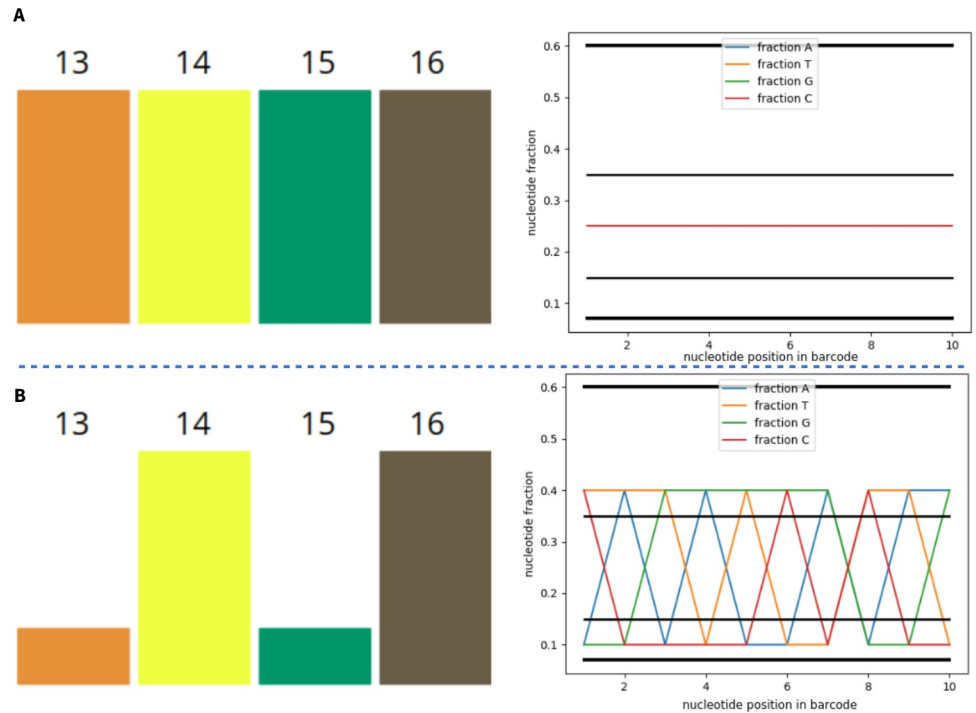 A
13 14 15 16
0.6
0.5
0.4
0.3
0.2
0.1
nucleotide fraction
fraction A
fraction T
fraction G
fraction C
2 4 6 8 10
nucleotide position in barcode
B
13 14 15 16
0.6
0.5
0.4
0.3
0.2
0.1
nucleotide fraction
fraction A
fraction T
fraction G
fraction C
2 4 6 8 10
nucleotide position in barcode